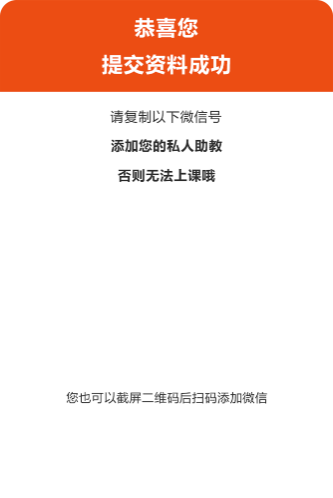 恭喜您
提交资料成功
请复制以下微信号
添加您的私人助教
否则无法上课哦
您也可以截屏二维码后扫码添加微信